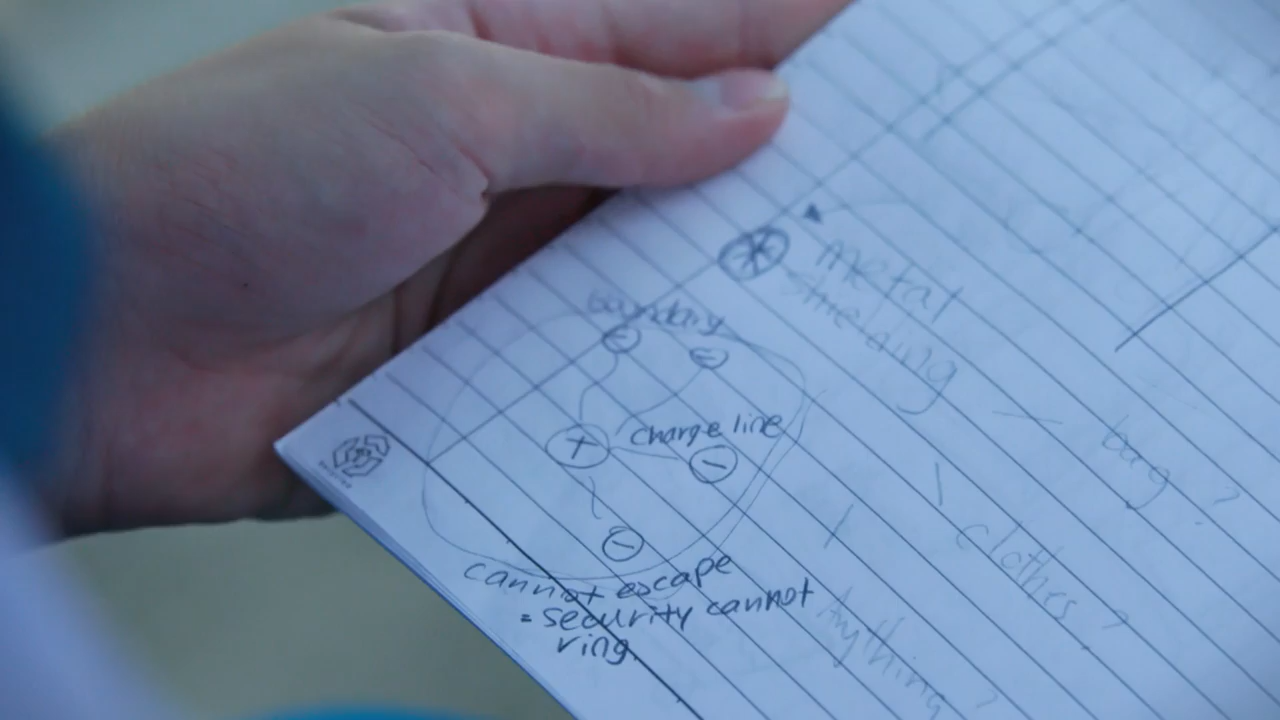 metal
shielding
boundary
charge line
bag?
clothes?
Anything?
cannot escape
= security cannot
ring.